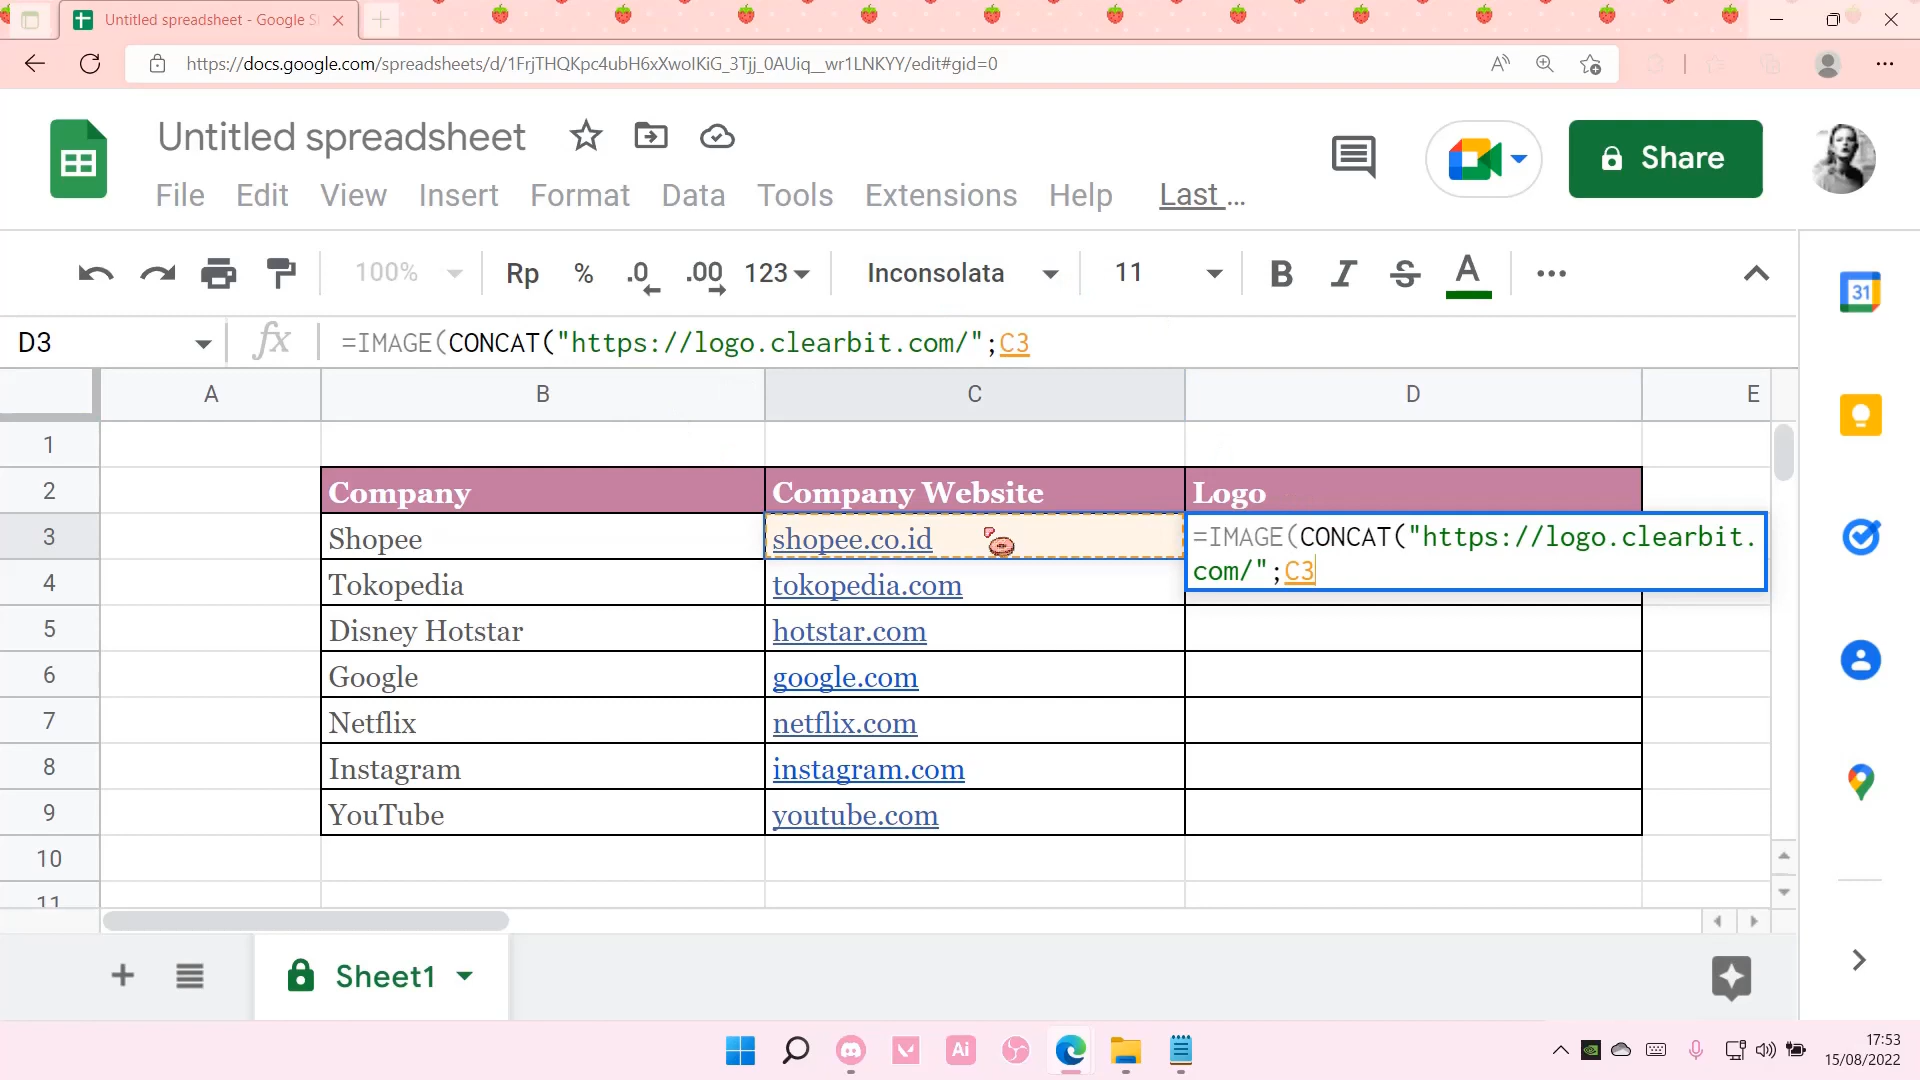 Untitled spreadsheet - Google S
https://docs.google.com/spreadsheets/d/1FrjTHQKpc4ubH6xXwoIKiG_3Tjj_0AUiq__wr1LNKYY/edit#gid=0
Untitled spreadsheet
Share
File Edit View Insert Format Data Tools Extensions Help Last ...
100% Rp % .0 .00 123 Inconsolata 11 B I S A
31
D3 fx =IMAGE(CONCAT("https://logo.clearbit.com/";C3
A B C D E
1
2 Company Company Website Logo
3 Shopee shopee.co.id =IMAGE(CONCAT("https://logo.clearbit.
com/";C3
4 Tokopedia tokopedia.com
5 Disney Hotstar hotstar.com
6 Google google.com
7 Netflix netflix.com
8 Instagram instagram.com
9 YouTube youtube.com
10
11
Sheet1
Ai
17:53
15/08/2022